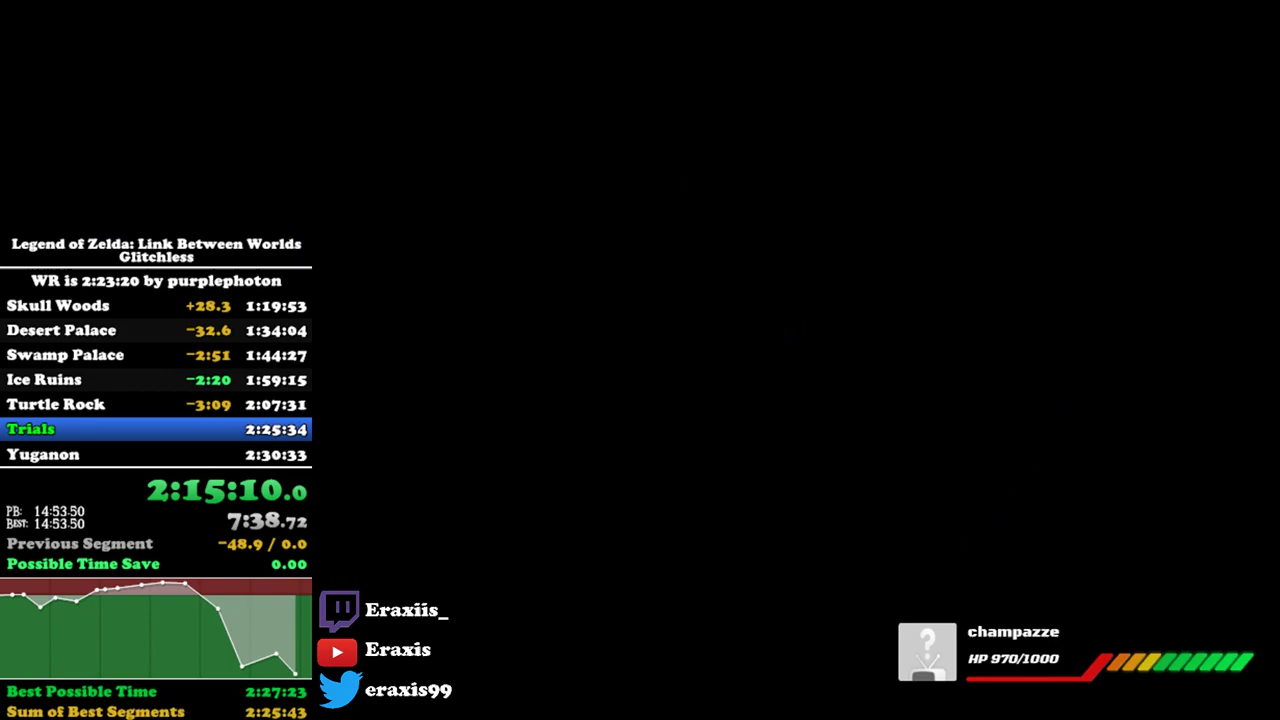 Legend of Zelda: Link Between Worlds
Glitchless
WR is 2:23:20 by purplephoton
Skull Woods +28.3 1:19:53
Desert Palace -32.6 1:34:04
Swamp Palace -2:51 1:44:27
Ice Ruins -2:20 1:59:15
Turtle Rock -3:09 2:07:31
Trials 2:25:34
Yuganon 2:30:33
2:15:10.0
PB: 14:53.50
BEST: 14:53.50
7:38.72
Previous Segment -48.9 / 0.0
Possible Time Save 0.00
Best Possible Time 2:27:23
Sum of Best Segments 2:25:43
Eraxiis_
Eraxis
eraxis99
champazze
HP 970/1000